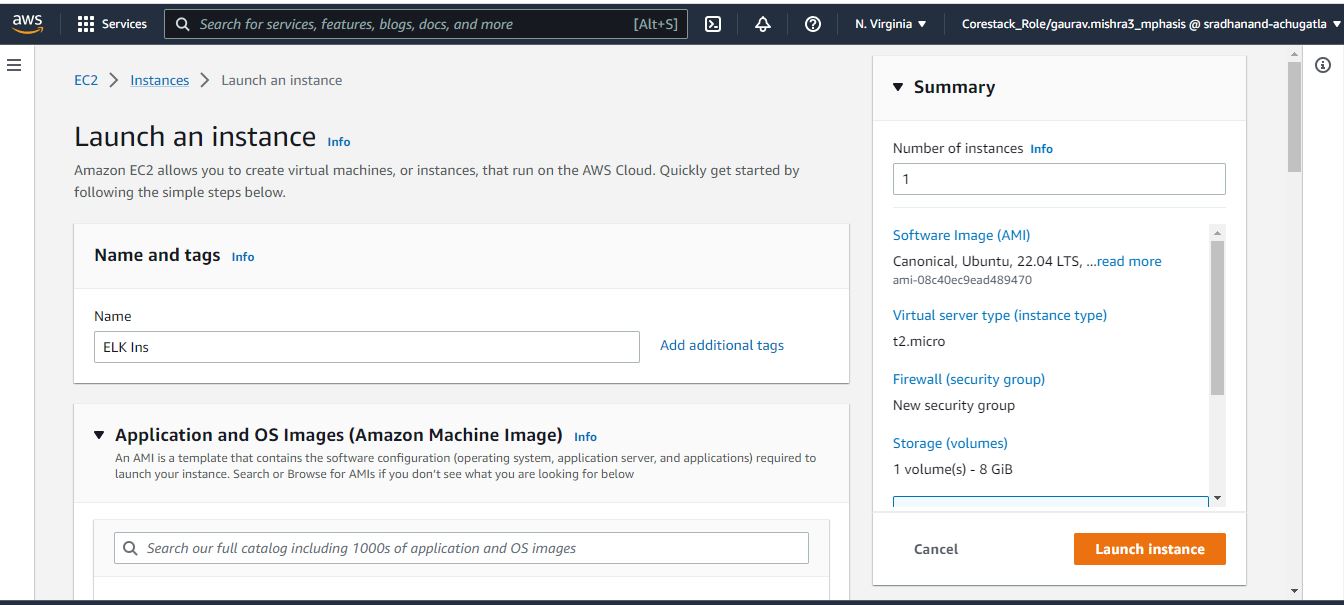 aws
Services
Search for services, features, blogs, docs, and more
[Alt+S]
N. Virginia
Corestack_Role/gaurav.mishra3_mphasis @ sradhanand-achugatla
EC2
Instances
Launch an instance
Launch an instance Info
Amazon EC2 allows you to create virtual machines, or instances, that run on the AWS Cloud. Quickly get started by
following the simple steps below.
Name and tags Info
Name
ELK Ins
Add additional tags
Application and OS Images (Amazon Machine Image) Info
An AMI is a template that contains the software configuration (operating system, application server, and applications) required to
launch your instance. Search or Browse for AMIs if you don't see what you are looking for below
Search our full catalog including 1000s of application and OS images
Summary
Number of instances Info
1
Software Image (AMI)
Canonical, Ubuntu, 22.04 LTS, ...read more
ami-08c40ec9ead489470
Virtual server type (instance type)
t2.micro
Firewall (security group)
New security group
Storage (volumes)
1 volume(s) - 8 GiB
Cancel
Launch instance